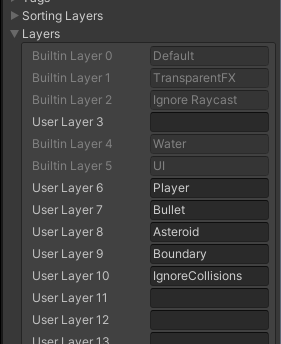 Tags
Sorting Layers
Layers
Builtin Layer 0 Default
Builtin Layer 1 TransparentFX
Builtin Layer 2 Ignore Raycast
User Layer 3
Builtin Layer 4 Water
Builtin Layer 5 UI
User Layer 6 Player
User Layer 7 Bullet
User Layer 8 Asteroid
User Layer 9 Boundary
User Layer 10 IgnoreCollisions
User Layer 11
User Layer 12
User Layer 13